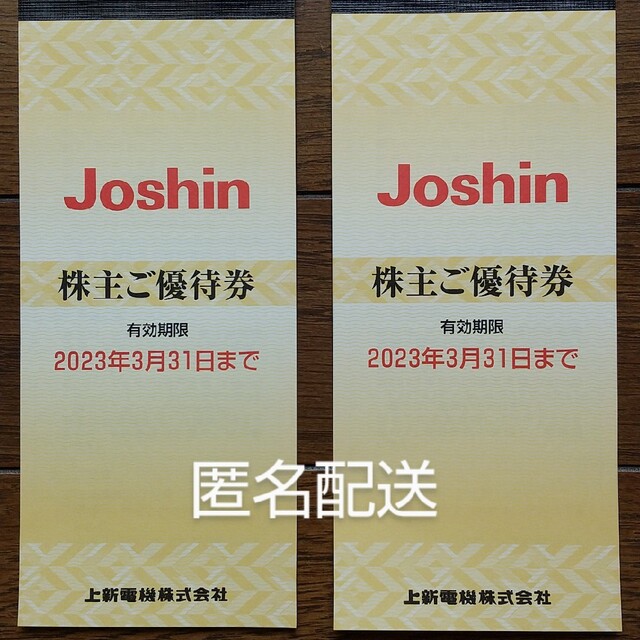 Joshin
株主ご優待券
有効期限
2023年3月31日まで
上新電機株式会社
Joshin
株主ご優待券
有効期限
2023年3月31日まで
上新電機株式会社
匿名配送